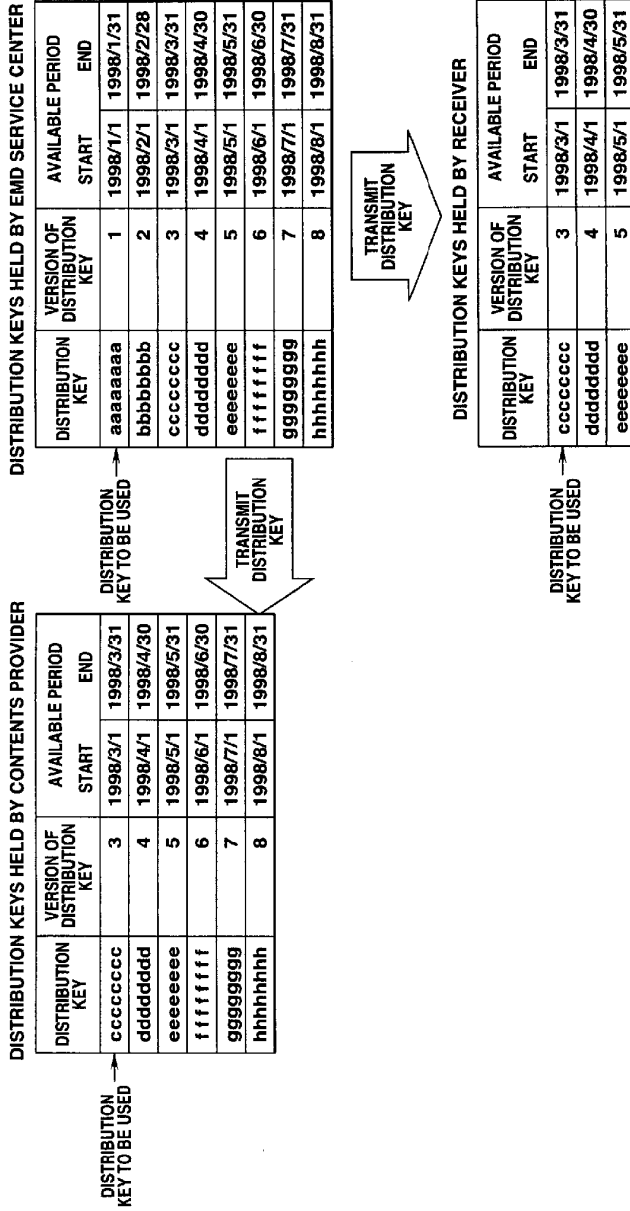 DISTRIBUTION KEYS HELD BY CONTENTS PROVIDER
DISTRIBUTION KEY
VERSION OF DISTRIBUTION KEY
AVAILABLE PERIOD
START END
DISTRIBUTION KEY TO BE USED
cccccccc 3 1998/3/1 1998/3/31
dddddddd 4 1998/4/1 1998/4/30
eeeeeeee 5 1998/5/1 1998/5/31
ffffffff 6 1998/6/1 1998/6/30
gggggggg 7 1998/7/1 1998/7/31
hhhhhhhh 8 1998/8/1 1998/8/31
TRANSMIT DISTRIBUTION KEY
DISTRIBUTION KEYS HELD BY EMD SERVICE CENTER
DISTRIBUTION KEY
VERSION OF DISTRIBUTION KEY
AVAILABLE PERIOD
START END
DISTRIBUTION KEY TO BE USED
aaaaaaaa 1 1998/1/1 1998/1/31
bbbbbbbb 2 1998/2/1 1998/2/28
cccccccc 3 1998/3/1 1998/3/31
dddddddd 4 1998/4/1 1998/4/30
eeeeeeee 5 1998/5/1 1998/5/31
ffffffff 6 1998/6/1 1998/6/30
gggggggg 7 1998/7/1 1998/7/31
hhhhhhhh 8 1998/8/1 1998/8/31
TRANSMIT DISTRIBUTION KEY
DISTRIBUTION KEYS HELD BY RECEIVER
DISTRIBUTION KEY
VERSION OF DISTRIBUTION KEY
AVAILABLE PERIOD
START END
DISTRIBUTION KEY TO BE USED
cccccccc 3 1998/3/1 1998/3/31
dddddddd 4 1998/4/1 1998/4/30
eeeeeeee 5 1998/5/1 1998/5/31